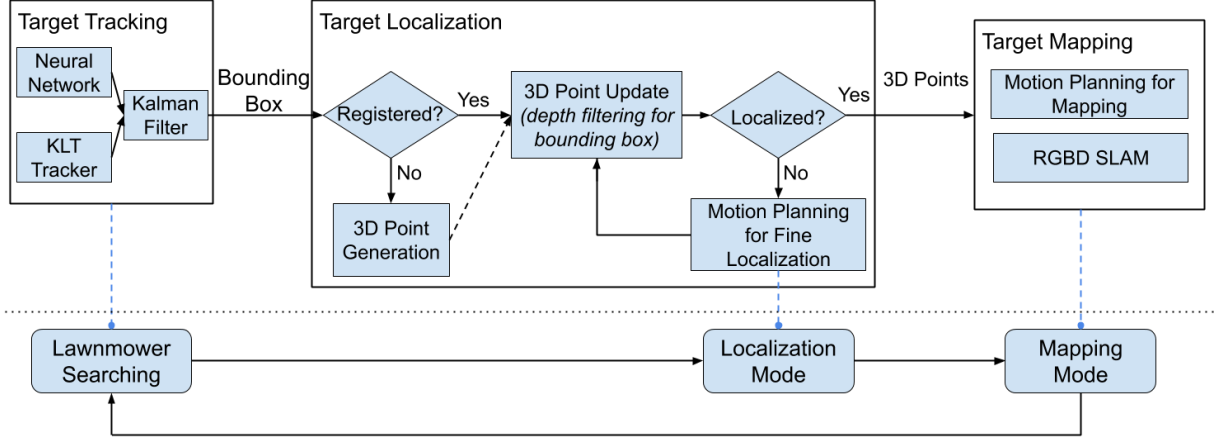 Target Tracking
Neural
Network
KLT
Tracker
Kalman
Filter
Bounding
Box
Target Localization
Registered?
Yes
No
3D Point
Generation
3D Point Update
(depth filtering for
bounding box)
Localized?
Yes
No
Motion Planning
for Fine
Localization
3D Points
Target Mapping
Motion Planning for
Mapping
RGBD SLAM
Lawnmower
Searching
Localization
Mode
Mapping
Mode